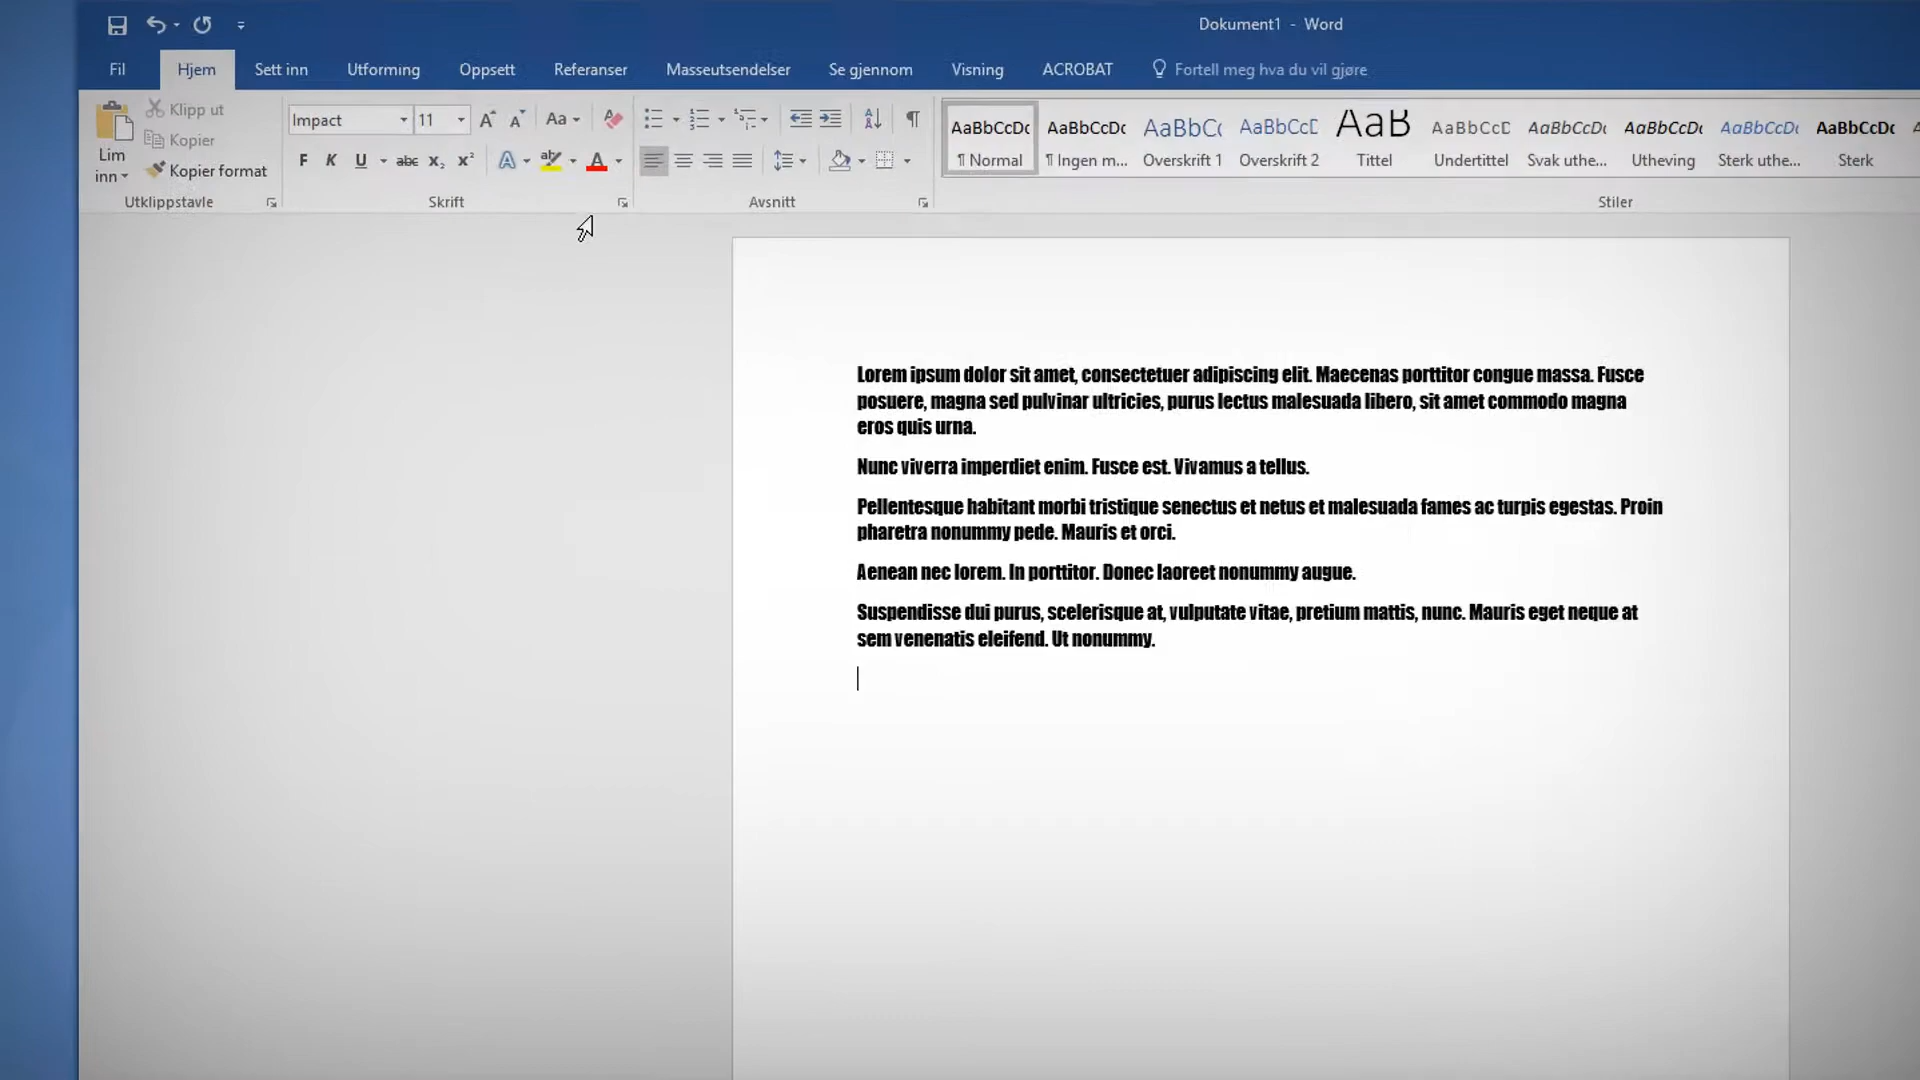 Dokument1 - Word
Fil Hjem Sett inn Utforming Oppsett Referanser Masseutsendelser Se gjennom Visning ACROBAT Fortell meg hva du vil gjøre
Lim inn
Klipp ut
Kopier
Kopier format
Utklippstavle
Impact 11 Aa
F K U abc x₂ x² A aby A
Skrift
Avsnitt
AaBbCcDc AaBbCcDc AaBbC AaBbCcD AaB AaBbCcD AaBbCcDc AaBbCcDc AaBbCcDc AaBbCcDc
¶ Normal ¶ Ingen m... Overskrift 1 Overskrift 2 Tittel Undertittel Svak uthe... Utheving Sterk uthe... Sterk
Stiler
Lorem ipsum dolor sit amet, consectetuer adipiscing elit. Maecenas porttitor congue massa. Fusce
posuere, magna sed pulvinar ultricies, purus lectus malesuada libero, sit amet commodo magna
eros quis urna.
Nunc viverra imperdiet enim. Fusce est. Vivamus a tellus.
Pellentesque habitant morbi tristique senectus et netus et malesuada fames ac turpis egestas. Proin
pharetra nonummy pede. Mauris et orci.
Aenean nec lorem. In porttitor. Donec laoreet nonummy augue.
Suspendisse dui purus, scelerisque at, vulputate vitae, pretium mattis, nunc. Mauris eget neque at
sem venenatis eleifend. Ut nonummy.